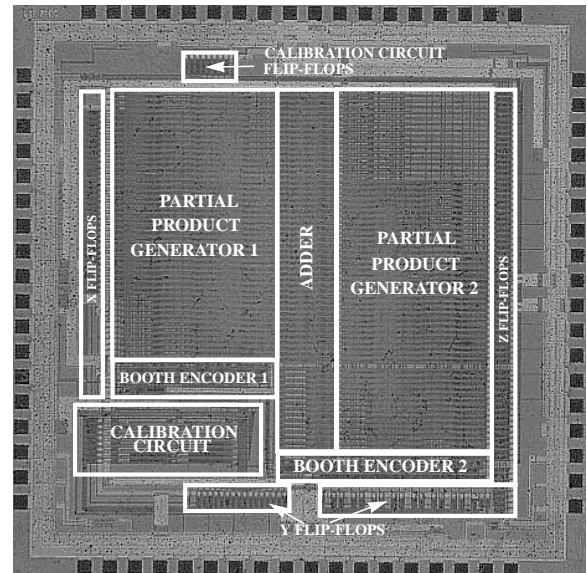 CALIBRATION CIRCUIT
FLIP-FLOPS
X FLIP-FLOPS
PARTIAL
PRODUCT
GENERATOR 1
ADDER
PARTIAL
PRODUCT
GENERATOR 2
Z FLIP-FLOPS
BOOTH ENCODER 1
CALIBRATION
CIRCUIT
BOOTH ENCODER 2
Y FLIP-FLOPS